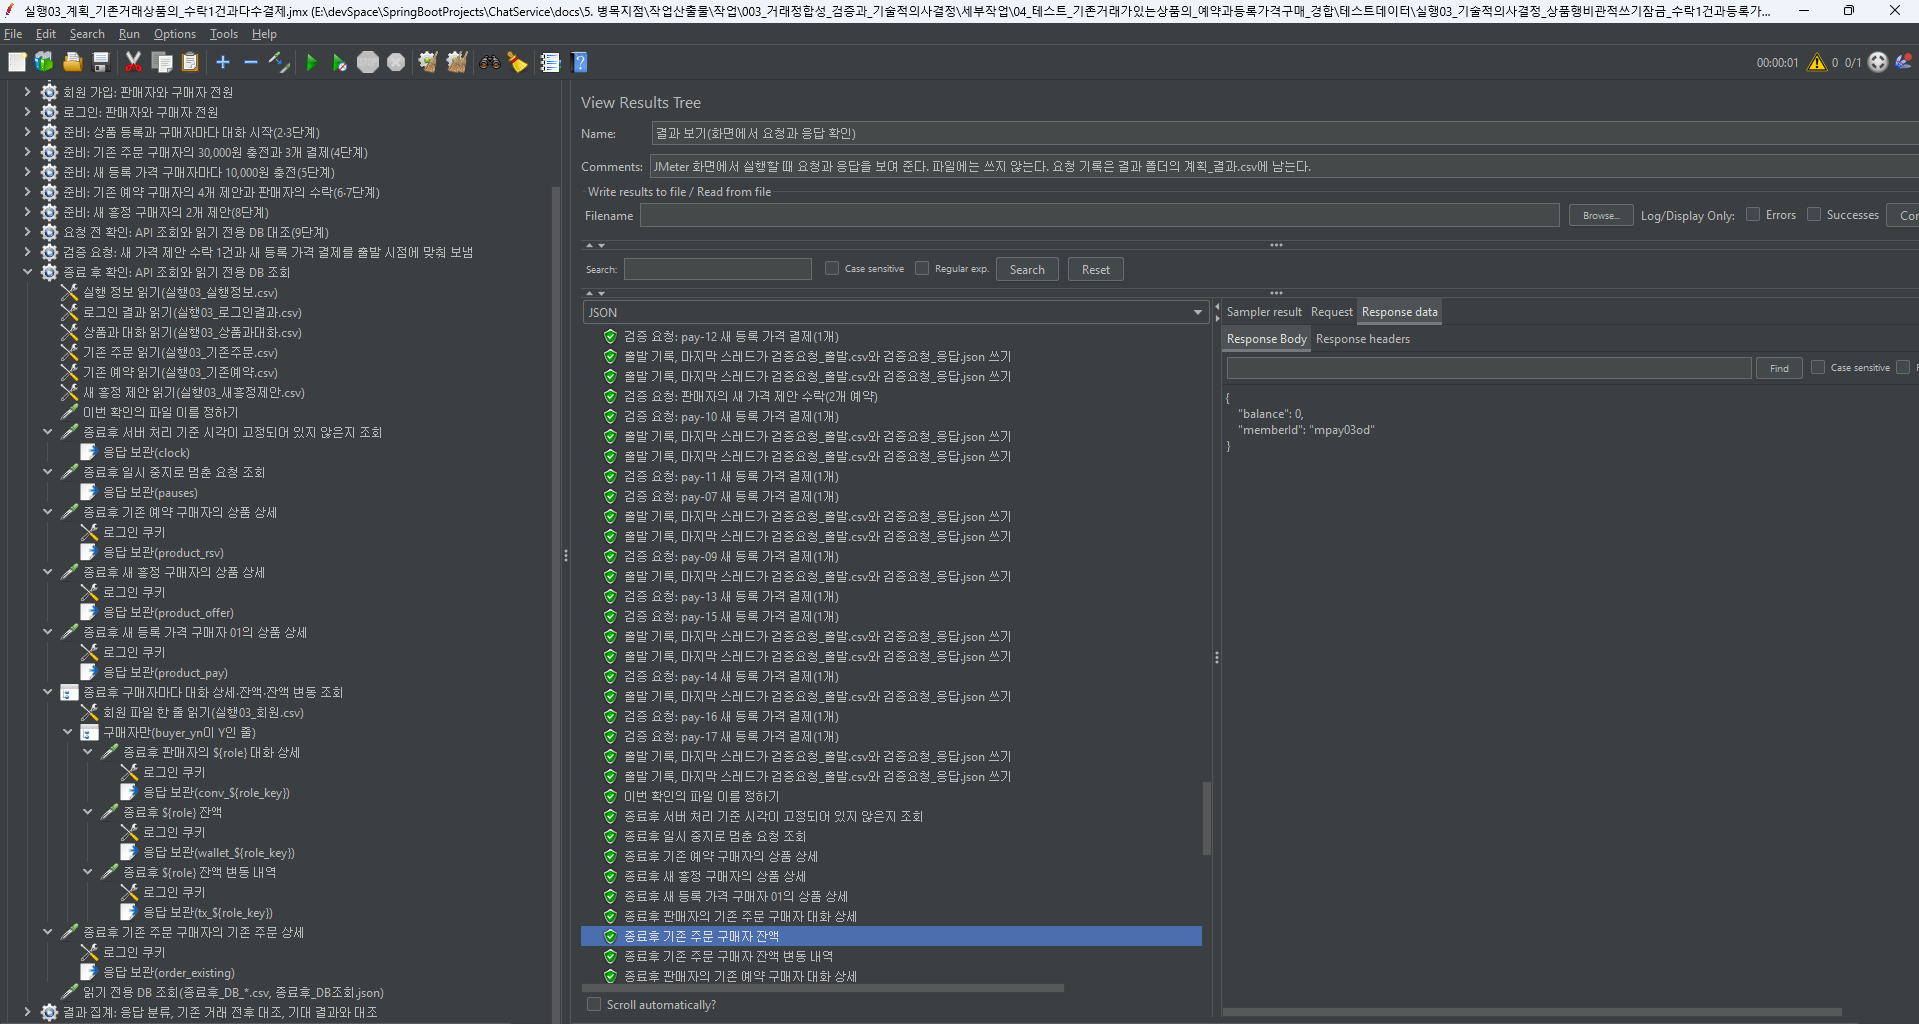 실행03_계획_기존거래상품의_수락1건과다수결제.jmx (E:\devSpace\SpringBootProjects\ChatService\docs\5. 병목지점\작업산출물\작업\003_거래정합성_검증과_기술적의사결정\세부작업\04_테스트_기존거래가있는상품의_예약과등록가격구매_경합\테스트데이터\실행03_기술적의사결정_상품행비관적쓰기잠금_수락1건과등록가...
File Edit Search Run Options Tools Help
00:00:01 0 0/1
회원 가입: 판매자와 구매자 전원
로그인: 판매자와 구매자 전원
준비: 상품 등록과 구매자마다 대화 시작(2·3단계)
준비: 기존 주문 구매자의 30,000원 충전과 3개 결제(4단계)
준비: 새 등록 가격 구매자마다 10,000원 충전(5단계)
준비: 기존 예약 구매자의 4개 제안과 판매자의 수락(6·7단계)
준비: 새 흥정 구매자의 2개 제안(8단계)
요청 전 확인: API 조회와 읽기 전용 DB 대조(9단계)
검증 요청: 새 가격 제안 수락 1건과 새 등록 가격 결제를 출발 시점에 맞춰 보냄
종료 후 확인: API 조회와 읽기 전용 DB 조회
실행 정보 읽기(실행03_실행정보.csv)
로그인 결과 읽기(실행03_로그인결과.csv)
상품과 대화 읽기(실행03_상품과대화.csv)
기존 주문 읽기(실행03_기존주문.csv)
기존 예약 읽기(실행03_기존예약.csv)
새 흥정 제안 읽기(실행03_새흥정제안.csv)
이번 확인의 파일 이름 정하기
종료후 서버 처리 기준 시각이 고정되어 있지 않은지 조회
응답 보관(clock)
종료후 일시 중지로 멈춘 요청 조회
응답 보관(pauses)
종료후 기존 예약 구매자의 상품 상세
로그인 쿠키
응답 보관(product_rsv)
종료후 새 흥정 구매자의 상품 상세
로그인 쿠키
응답 보관(product_offer)
종료후 새 등록 가격 구매자 01의 상품 상세
로그인 쿠키
응답 보관(product_pay)
종료후 구매자마다 대화 상세·잔액·잔액 변동 조회
회원 파일 한 줄 읽기(실행03_회원.csv)
구매자만(buyer_yn이 Y인 줄)
종료후 판매자의 ${role} 대화 상세
로그인 쿠키
응답 보관(conv_${role_key})
종료후 ${role} 잔액
로그인 쿠키
응답 보관(wallet_${role_key})
종료후 ${role} 잔액 변동 내역
로그인 쿠키
응답 보관(tx_${role_key})
종료후 기존 주문 구매자의 기존 주문 상세
로그인 쿠키
응답 보관(order_existing)
읽기 전용 DB 조회(종료후_DB_*.csv, 종료후_DB조회.json)
결과 집계: 응답 분류, 기존 거래 전후 대조, 기대 결과와 대조
View Results Tree
Name: 결과 보기(화면에서 요청과 응답 확인)
Comments: JMeter 화면에서 실행할 때 요청과 응답을 보여 준다. 파일에는 쓰지 않는다. 요청 기록은 결과 폴더의 계획_결과.csv에 남는다.
Write results to file / Read from file
Filename Browse... Log/Display Only: Errors Successes Cor
Search: Case sensitive Regular exp. Search Reset
JSON
검증 요청: pay-12 새 등록 가격 결제(1개)
출발 기록, 마지막 스레드가 검증요청_출발.csv와 검증요청_응답.json 쓰기
출발 기록, 마지막 스레드가 검증요청_출발.csv와 검증요청_응답.json 쓰기
검증 요청: 판매자의 새 가격 제안 수락(2개 예약)
검증 요청: pay-10 새 등록 가격 결제(1개)
출발 기록, 마지막 스레드가 검증요청_출발.csv와 검증요청_응답.json 쓰기
출발 기록, 마지막 스레드가 검증요청_출발.csv와 검증요청_응답.json 쓰기
검증 요청: pay-11 새 등록 가격 결제(1개)
검증 요청: pay-07 새 등록 가격 결제(1개)
출발 기록, 마지막 스레드가 검증요청_출발.csv와 검증요청_응답.json 쓰기
출발 기록, 마지막 스레드가 검증요청_출발.csv와 검증요청_응답.json 쓰기
검증 요청: pay-09 새 등록 가격 결제(1개)
출발 기록, 마지막 스레드가 검증요청_출발.csv와 검증요청_응답.json 쓰기
검증 요청: pay-13 새 등록 가격 결제(1개)
검증 요청: pay-15 새 등록 가격 결제(1개)
출발 기록, 마지막 스레드가 검증요청_출발.csv와 검증요청_응답.json 쓰기
출발 기록, 마지막 스레드가 검증요청_출발.csv와 검증요청_응답.json 쓰기
검증 요청: pay-14 새 등록 가격 결제(1개)
출발 기록, 마지막 스레드가 검증요청_출발.csv와 검증요청_응답.json 쓰기
검증 요청: pay-16 새 등록 가격 결제(1개)
검증 요청: pay-17 새 등록 가격 결제(1개)
출발 기록, 마지막 스레드가 검증요청_출발.csv와 검증요청_응답.json 쓰기
출발 기록, 마지막 스레드가 검증요청_출발.csv와 검증요청_응답.json 쓰기
이번 확인의 파일 이름 정하기
종료후 서버 처리 기준 시각이 고정되어 있지 않은지 조회
종료후 일시 중지로 멈춘 요청 조회
종료후 기존 예약 구매자의 상품 상세
종료후 새 흥정 구매자의 상품 상세
종료후 새 등록 가격 구매자 01의 상품 상세
종료후 판매자의 기존 주문 구매자 대화 상세
종료후 기존 주문 구매자 잔액
종료후 기존 주문 구매자 잔액 변동 내역
종료후 판매자의 기존 예약 구매자 대화 상세
Scroll automatically?
Sampler result Request Response data
Response Body Response headers
Find Case sensitive
{
"balance": 0,
"memberId": "mpay03od"
}